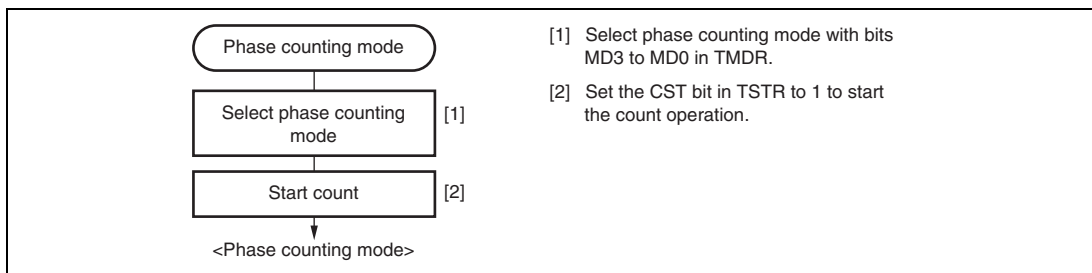 Phase counting mode
Select phase counting
mode
[1]
Start count
[2]
<Phase counting mode>
[1] Select phase counting mode with bits
MD3 to MD0 in TMDR.
[2] Set the CST bit in TSTR to 1 to start
the count operation.